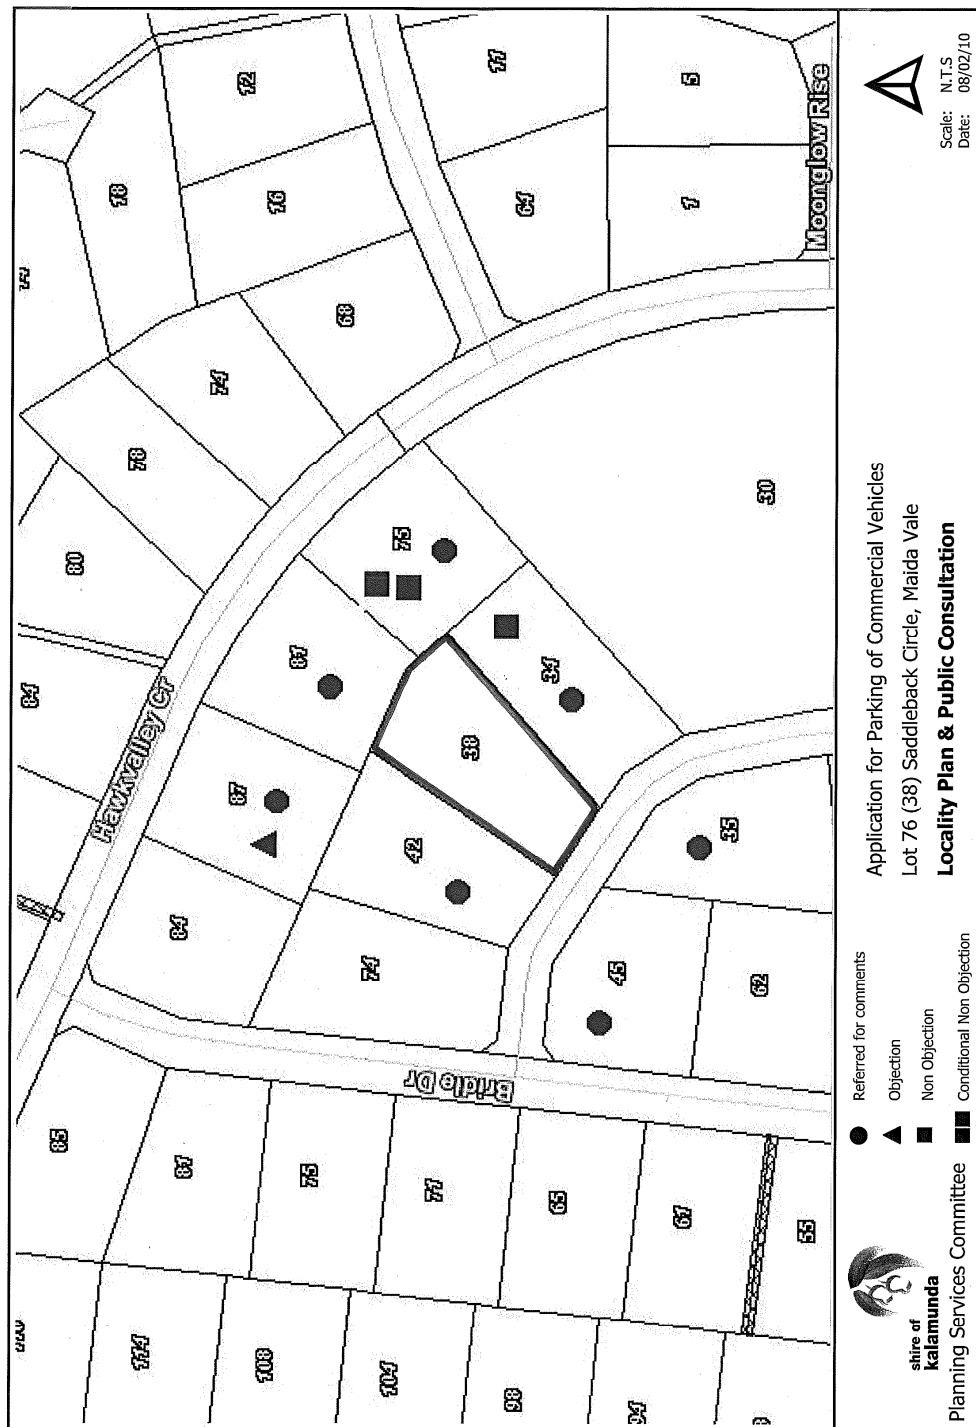 12
11
5
18
16
64
1
Moonglow Rise
68
74
78
80
84
Hawkvalley Cr
75
81
87
84
34
38
42
74
30
35
45
62
Bridle Dr
85
81
75
71
65
61
55
114
108
104
98
94
Scale: N.T.S
Date: 08/02/10
Application for Parking of Commercial Vehicles
Lot 76 (38) Saddleback Circle, Maida Vale
Locality Plan & Public Consultation
Referred for comments
Objection
Non Objection
Conditional Non Objection
shire of
kalamunda
Planning Services Committee